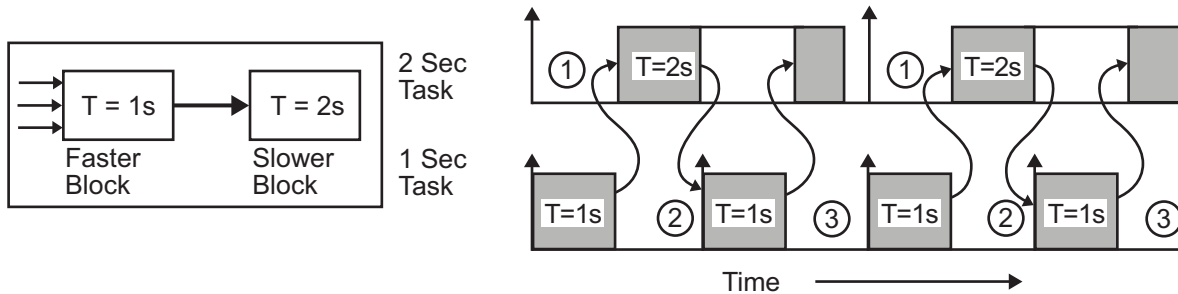 T = 1s
T = 2s
Faster
Block
Slower
Block
2 Sec
Task
1 Sec
Task
1
T=2s
1
T=2s
T=1s
2
T=1s
3
T=1s
2
T=1s
3
Time